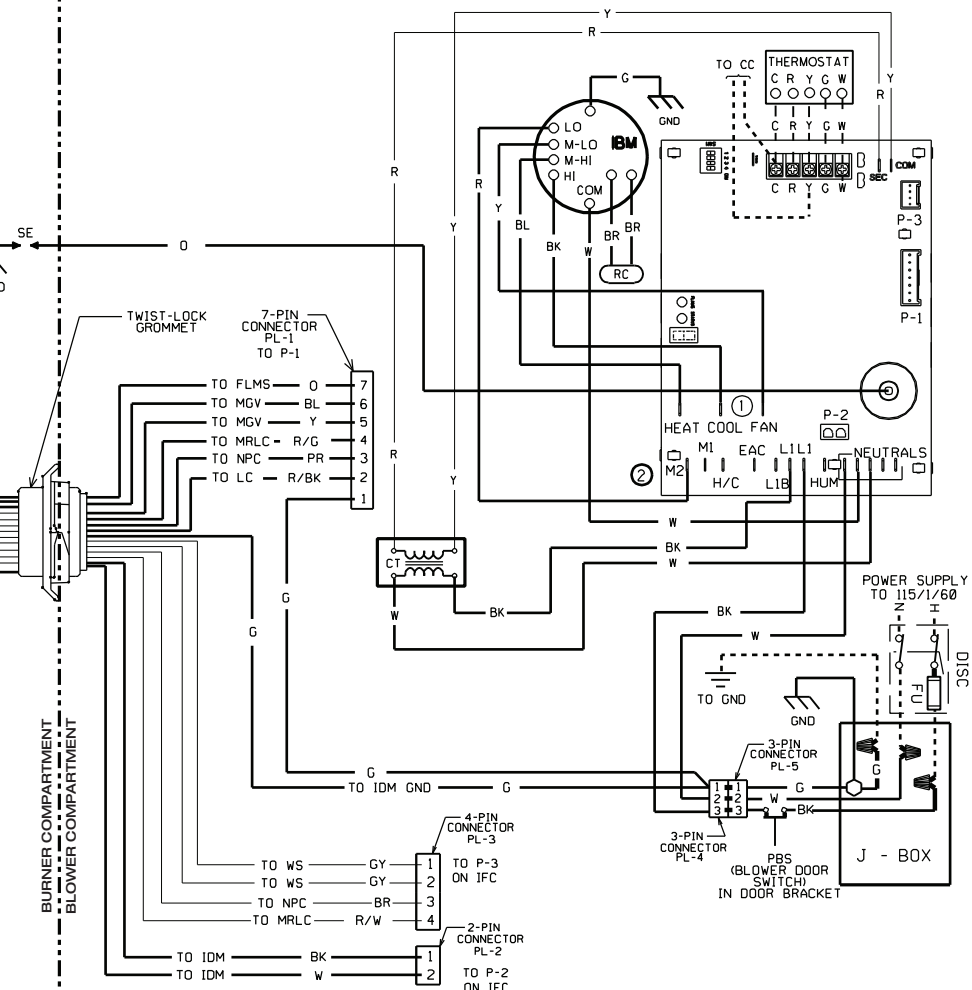 Y
R
TO CC
THERMOSTAT
C R Y G W
C R Y G W
C R Y G W
R
Y
SEC
COM
P-3
P-1
G
GND
LO
M-LO
M-HI
HI
IBM
COM
R
Y
BL
BK
W
BR
BR
RC
R
Y
SE
O
TWIST-LOCK
GROMMET
7-PIN
CONNECTOR
PL-1
TO P-1
TO FLMS O 7
TO MGV BL 6
TO MGV Y 5
TO MRLC R/G 4
TO NPC PR 3
TO LC R/BK 2
1
R
Y
1
HEAT COOL FAN
P-2
2
M2
M1
H/C
EAC
L1B
L1L1
HUM
NEUTRALS
W
BK
W
CT
W
BK
G
G
BK
W
POWER SUPPLY
TO 115/1/60
N
H
DISC
FU
TO GND
GND
3-PIN
CONNECTOR
PL-5
G
TO IDM GND G
1 1 G
2 2 W
3 3 BK
G
3-PIN
CONNECTOR
PL-4
PBS
(BLOWER DOOR
SWITCH)
IN DOOR BRACKET
J - BOX
BURNER COMPARTMENT
BLOWER COMPARTMENT
4-PIN
CONNECTOR
PL-3
TO P-3
ON IFC
TO WS GY 1
TO WS GY 2
TO NPC BR 3
TO MRLC R/W 4
2-PIN
CONNECTOR
PL-2
TO P-2
ON IFC
TO IDM BK 1
TO IDM W 2